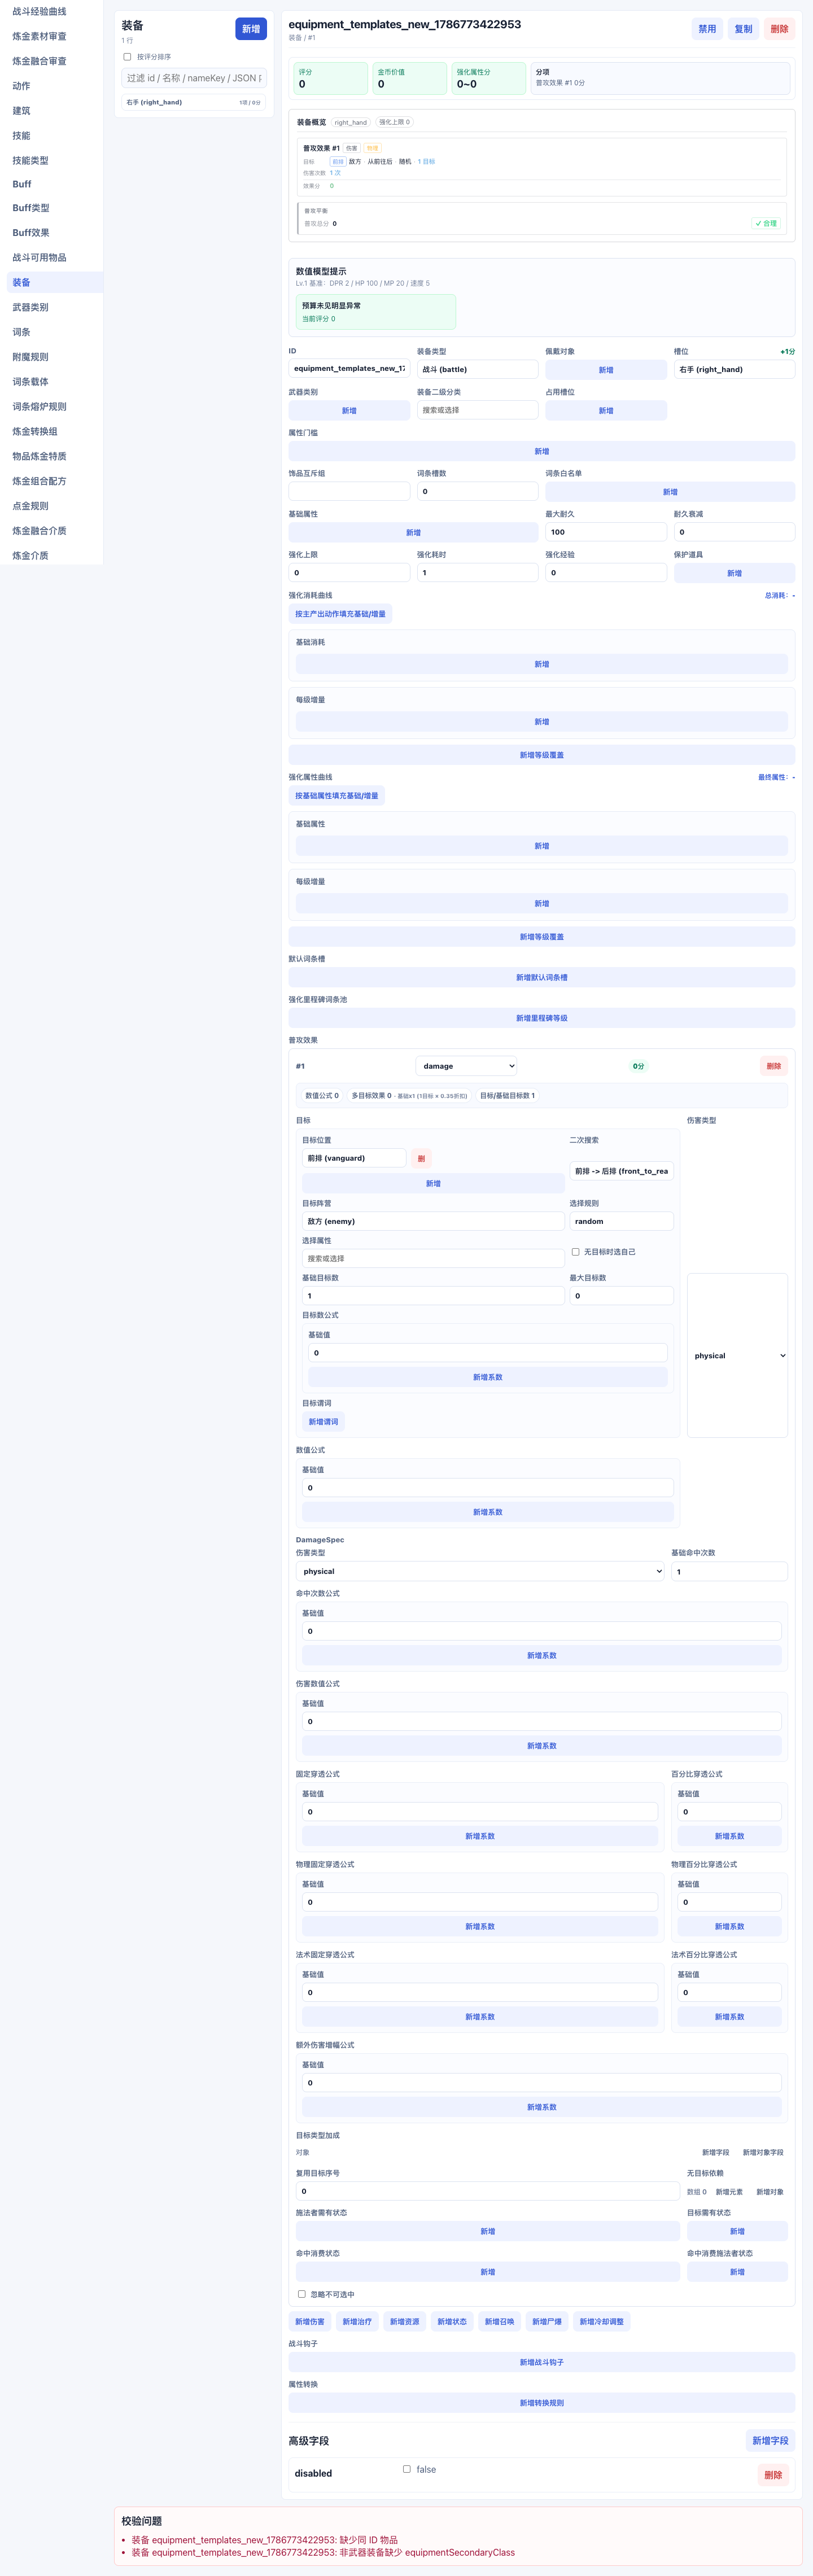 战斗经验曲线
炼金素材审查
炼金融合审查
动作
建筑
技能
技能类型
Buff
Buff类型
Buff效果
战斗可用物品
装备
武器类别
词条
附魔规则
词条载体
词条熔炉规则
炼金转换组
物品炼金特质
炼金组合配方
点金规则
炼金融合介质
炼金介质
装备
1 行
新增
按评分排序
过滤 id / 名称 / nameKey / JSON 内
右手 (right_hand) 1项 / 0分
equipment_templates_new_1786773422953
装备 / #1
禁用 复制 删除
评分
0
金币价值
0
强化属性分
0~0
分项
普攻效果 #1 0分
装备概览 right_hand 强化上限 0
普攻效果 #1 伤害 物理
目标 前排 敌方 · 从前往后 · 随机 · 1 目标
伤害次数 1 次
效果分 0
普攻平衡
普攻总分 0
✓ 合理
数值模型提示
Lv.1 基准：DPR 2 / HP 100 / MP 20 / 速度 5
预算未见明显异常
当前评分 0
ID 装备类型 佩戴对象 槽位 +1分
equipment_templates_new_17 战斗 (battle) 新增 右手 (right_hand)
武器类别 装备二级分类 占用槽位
新增 搜索或选择 新增
属性门槛
新增
饰品互斥组 词条槽数 词条白名单
0 新增
基础属性 最大耐久 耐久衰减
新增 100 0
强化上限 强化耗时 强化经验 保护道具
0 1 0 新增
强化消耗曲线 总消耗：-
按主产出动作填充基础/增量
基础消耗
新增
每级增量
新增
新增等级覆盖
强化属性曲线 最终属性：-
按基础属性填充基础/增量
基础属性
新增
每级增量
新增
新增等级覆盖
默认词条槽
新增默认词条槽
强化里程碑词条池
新增里程碑等级
普攻效果
#1 damage 0分 删除
数值公式 0 多目标效果 0 · 基础x1 (1目标 × 0.35折扣) 目标/基础目标数 1
目标 伤害类型
目标位置 二次搜索
前排 (vanguard) 删 前排 -> 后排 (front_to_rea
新增
目标阵营 选择规则
敌方 (enemy) random
选择属性
搜索或选择 无目标时选自己
基础目标数 最大目标数
1 0
目标数公式
基础值
0
physical
新增系数
目标谓词
新增谓词
数值公式
基础值
0
新增系数
DamageSpec
伤害类型 基础命中次数
physical 1
命中次数公式
基础值
0
新增系数
伤害数值公式
基础值
0
新增系数
固定穿透公式 百分比穿透公式
基础值 基础值
0 0
新增系数 新增系数
物理固定穿透公式 物理百分比穿透公式
基础值 基础值
0 0
新增系数 新增系数
法术固定穿透公式 法术百分比穿透公式
基础值 基础值
0 0
新增系数 新增系数
额外伤害增幅公式
基础值
0
新增系数
目标类型加成
对象 新增字段 新增对象字段
复用目标序号 无目标依赖
0 数组 0 新增元素 新增对象
施法者需有状态 目标需有状态
新增 新增
命中消费状态 命中消费施法者状态
新增 新增
忽略不可选中
新增伤害 新增治疗 新增资源 新增状态 新增召唤 新增尸爆 新增冷却调整
战斗钩子
新增战斗钩子
属性转换
新增转换规则
高级字段 新增字段
disabled false 删除
校验问题
• 装备 equipment_templates_new_1786773422953: 缺少同 ID 物品
• 装备 equipment_templates_new_1786773422953: 非武器装备缺少 equipmentSecondaryClass